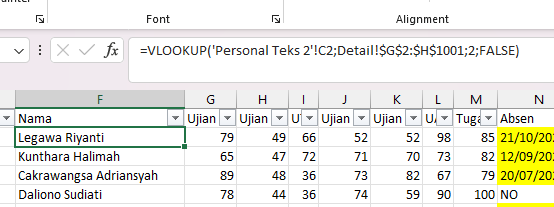 Font
Alignment
fx
=VLOOKUP('Personal Teks 2'!C2;Detail!$G$2:$H$1001;2;FALSE)
F G H I J K L M N
Nama Ujian Ujian Ujian Ujian Absen
Legawa Riyanti 79 49 66 52 52 98 85 21/10/20
Kunthara Halimah 65 47 72 71 70 73 82 12/09/20
Cakrawangsa Adriansyah 89 48 36 73 82 67 79 20/07/20
Daliono Sudiati 78 44 36 74 59 90 100 NO